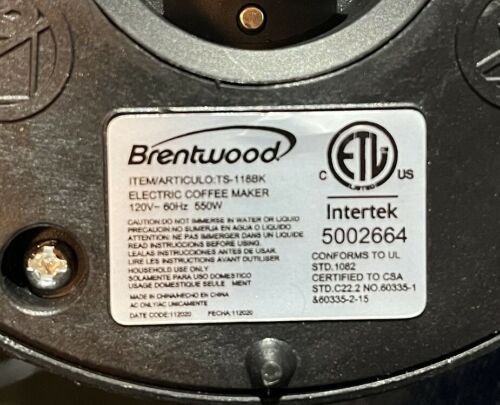 Brentwood
ITEM/ARTICULO:TS-118BK
ELECTRIC COFFEE MAKER
120V~ 60Hz 550W
CAUTION:DO NOT IMMERSE IN WATER OR LIQUID
PRECAUCION:NO SUMERJA EN AGUA O LIQUIDO
ATTENTION: NE PAS IMMERGER DANS UN LIQUIDE
READ INSTRUCTIONS BEFORE USING.
LEALAS INSTRUCCIONES ANTES DE USAR.
LIRE LES INSTRUCTIONS AVANT D'UTILISER
HOUSEHOLD USE ONLY
SOLAMENTE PARA USO DOMESTICO
USAGE DOMESTIQUE SEULE MENT
MADE IN CHINA/HECHO EN CHINA
AC ONLY/AC UNICAMENTE
DATE CODE:112020 FECHA:112020
C ETL US
LISTED
Intertek
5002664
CONFORMS TO UL
STD.1082
CERTIFIED TO CSA
STD.C22.2 NO.60335-1
&60335-2-15